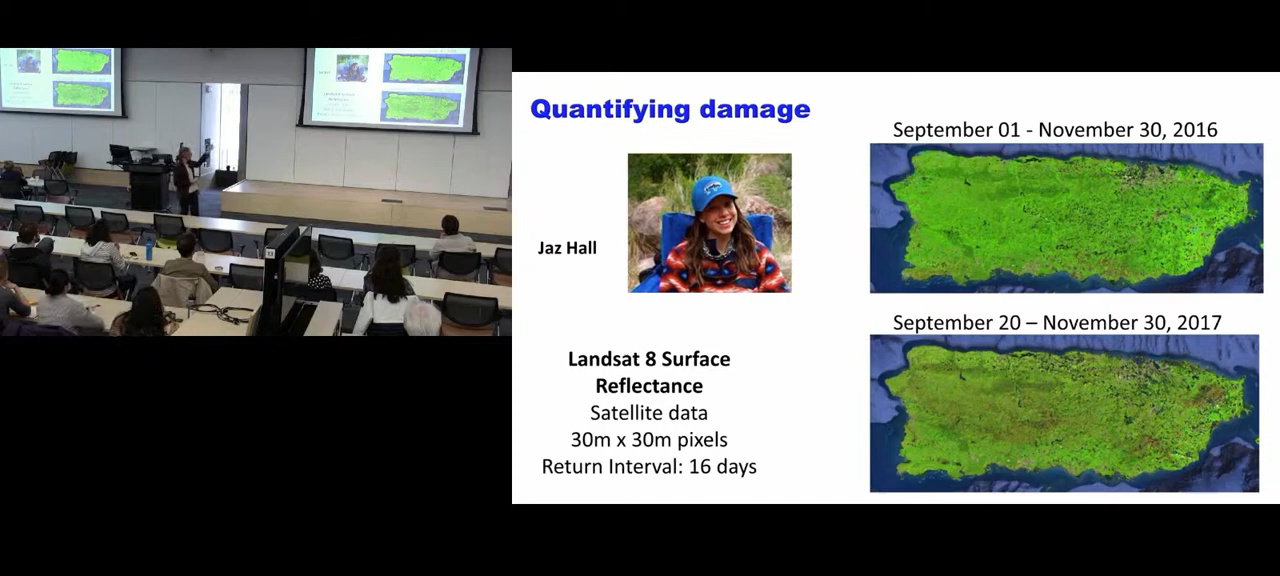 Quantifying damage
Jaz Hall
Landsat 8 Surface
Reflectance
Satellite data
30m x 30m pixels
Return Interval: 16 days
September 01 - November 30, 2016
September 20 – November 30, 2017